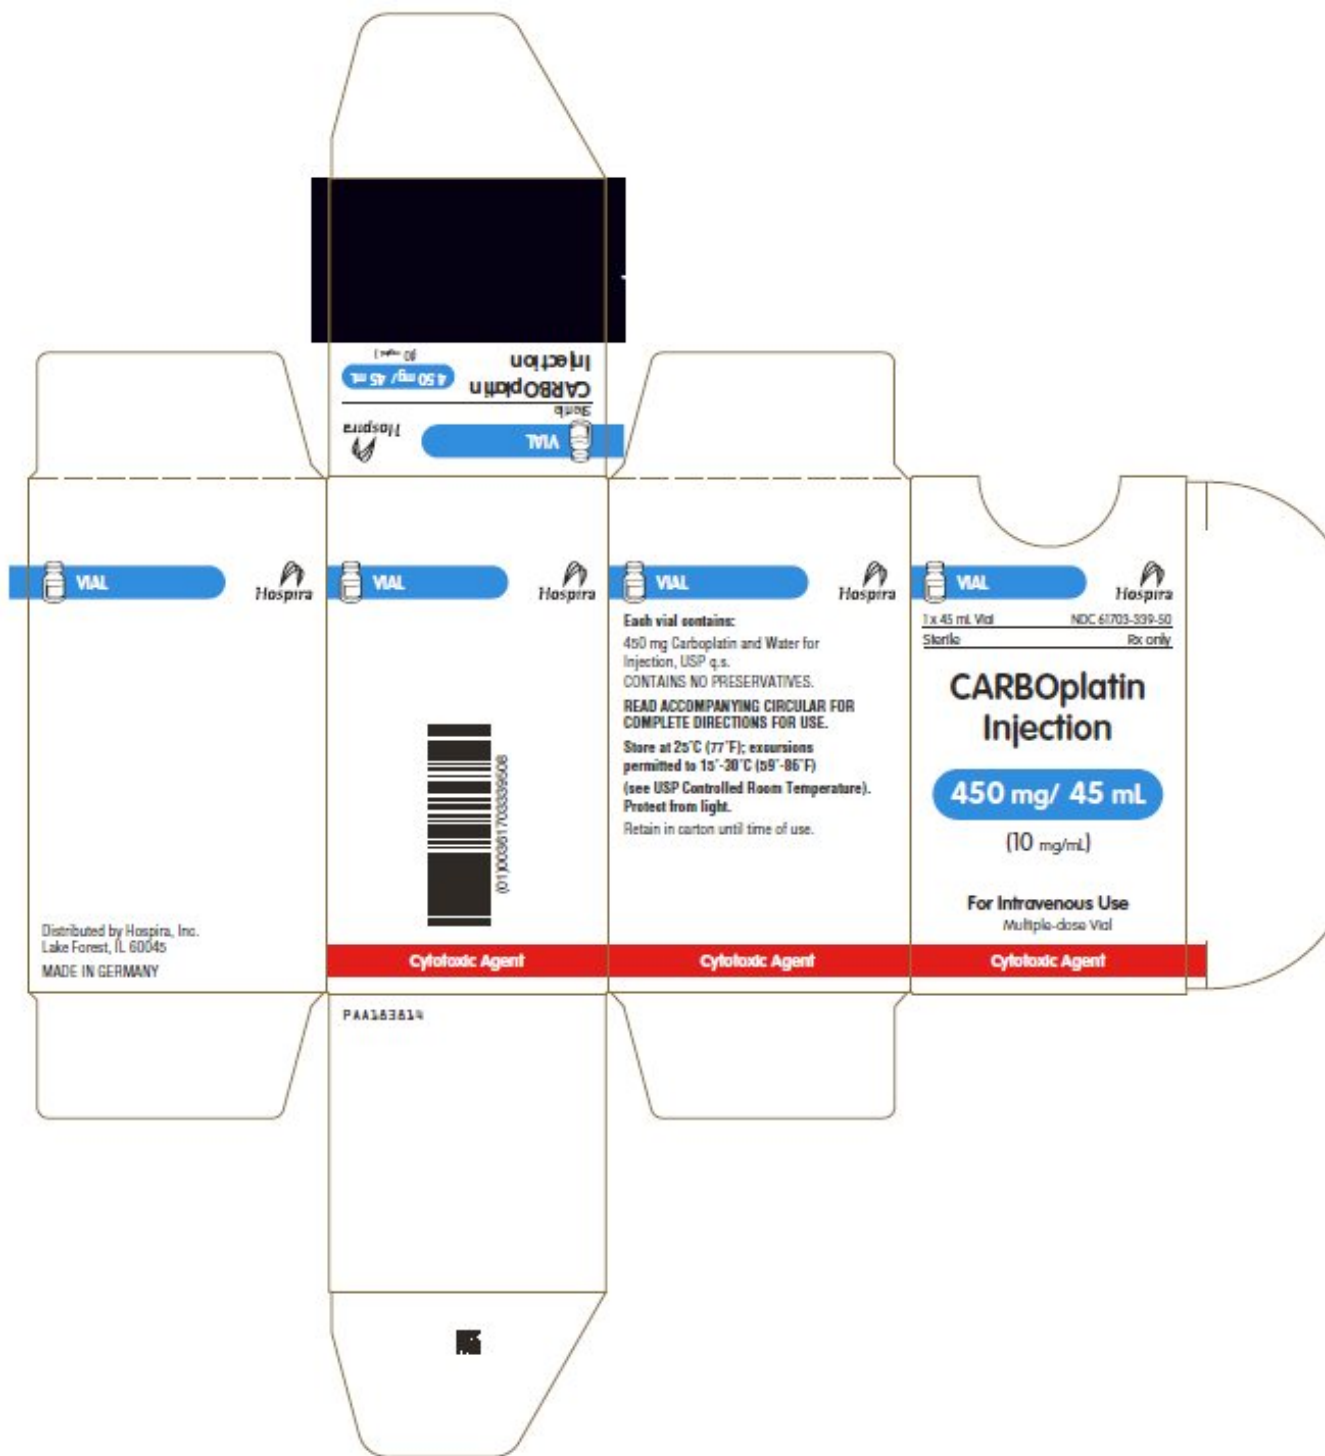 (10 mg/mL)
Injection
450 mg/ 45 mL
CARBOplatin
Sterile
Hospira
VIAL
VIAL
Hospira
Distributed by Hospira, Inc.
Lake Forest, IL 60045
MADE IN GERMANY
VIAL
Hospira
(01)00361703339508
Cytotoxic Agent
PAA183814
VIAL
Hospira
Each vial contains:
450 mg Carboplatin and Water for
Injection, USP q.s.
CONTAINS NO PRESERVATIVES.
READ ACCOMPANYING CIRCULAR FOR
COMPLETE DIRECTIONS FOR USE.
Store at 25°C (77°F); excursions
permitted to 15°-30°C (59°-86°F)
(see USP Controlled Room Temperature).
Protect from light.
Retain in carton until time of use.
Cytotoxic Agent
VIAL
Hospira
1 x 45 mL Vial NDC 61703-339-50
Sterile Rx only
CARBOplatin
Injection
450 mg/ 45 mL
(10 mg/mL)
For Intravenous Use
Multiple-dose Vial
Cytotoxic Agent